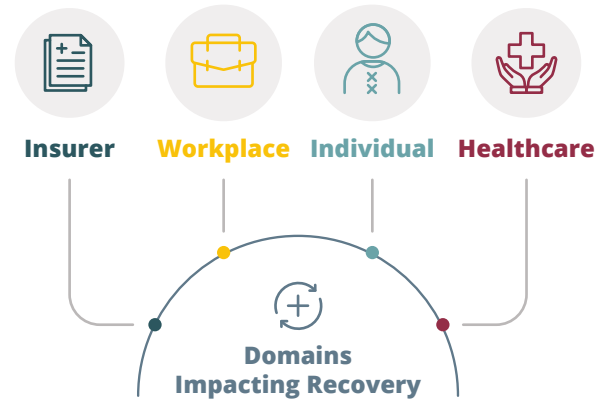 Insurer Workplace Individual Healthcare
Domains
Impacting Recovery